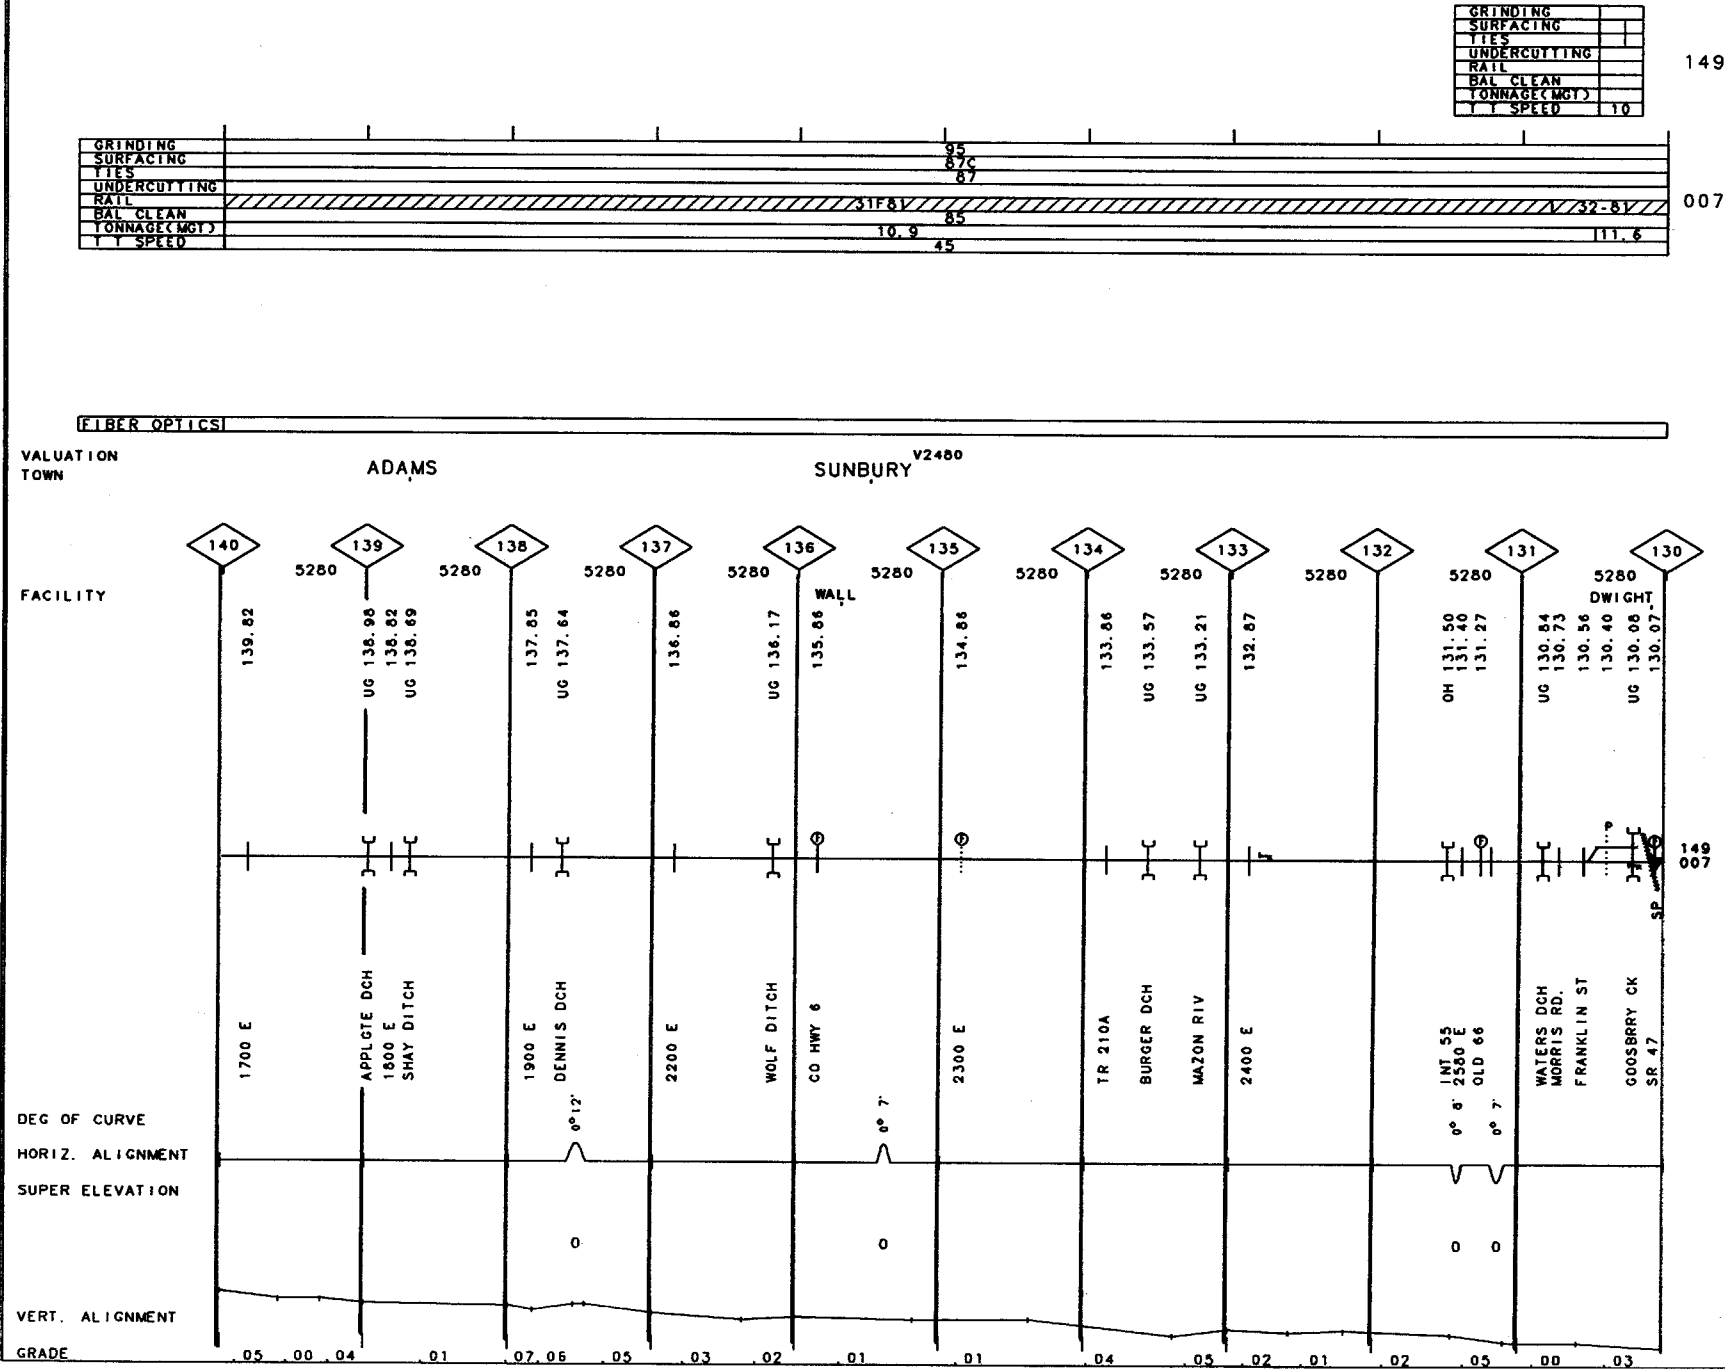 GRINDING
SURFACING
TIES
UNDERCUTTING
RAIL
BAL CLEAN
TONNAGE(MGT)
T T SPEED 10
149
GRINDING 95
SURFACING 87C
TIES 87
UNDERCUTTING
RAIL 31F81 32-81
007
BAL CLEAN 85
TONNAGE(MGT) 10.9 11.6
T T SPEED 45
FIBER OPTICS
VALUATION V2480
TOWN ADAMS SUNBURY
140 139 138 137 136 135 134 133 132 131 130
5280 5280 5280 5280 5280 5280 5280 5280 5280 5280
FACILITY WALL DWIGHT
139.82 UG 138.98 138.82 UG 138.69 137.85 UG 137.64 136.86 UG 136.17 135.86 134.86 133.86 UG 133.57 UG 133.21 132.87 OH 131.50 131.40 131.27 UG 130.84 130.73 130.56 130.40 UG 130.08 130.07
F F F P F
149
007
SP
1700 E APPLGTE DCH 1800 E SHAY DITCH 1900 E DENNIS DCH 2200 E WOLF DITCH CO HWY 6 2300 E TR 210A BURGER DCH MAZON RIV 2400 E INT 55 2580 E OLD 66 WATERS DCH MORRIS RD. FRANKLIN ST GOOSBRRY CK SR 47
DEG OF CURVE 0° 12' 0° 7' 0° 8' 0° 7'
HORIZ. ALIGNMENT
SUPER ELEVATION
0 0 0 0
VERT. ALIGNMENT
GRADE .05 .00 .04 .01 .07 .06 .05 .03 .02 .01 .01 .04 .05 .02 .01 .02 .05 .00 .03